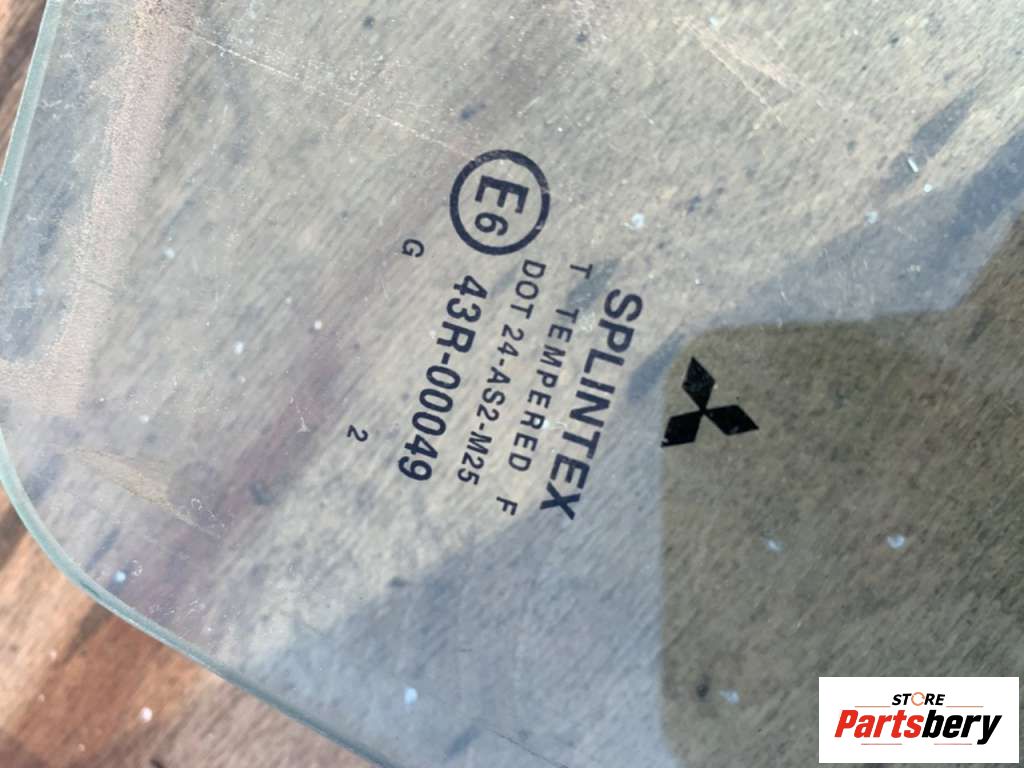 SPLINTEX
T TEMPERED F
DOT 24-AS2-M25
E6 43R-00049
G 2
STORE
Partsbery